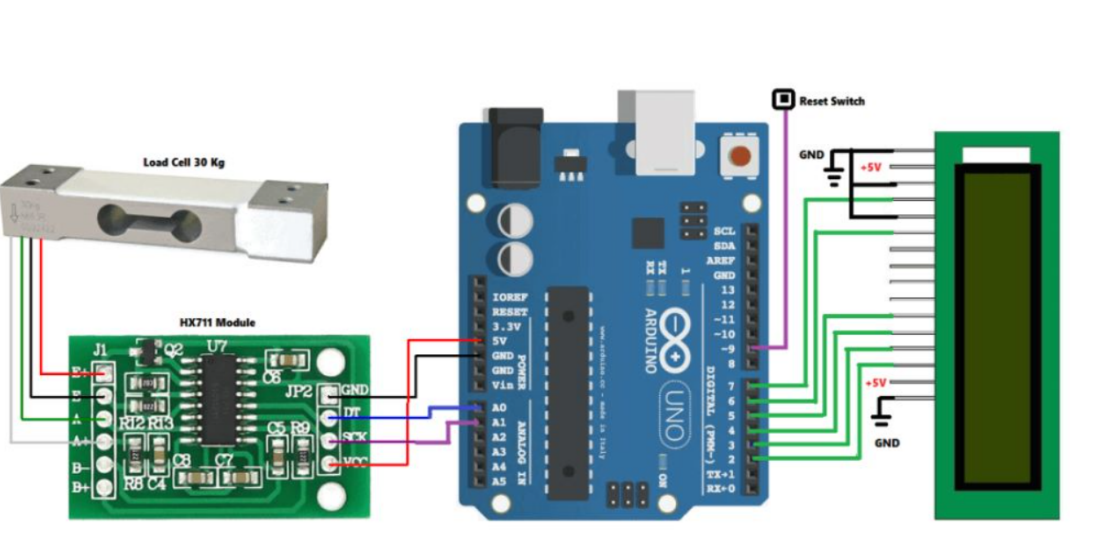 Reset Switch
GND
+5V
Load Cell 30 Kg
HX711 Module
J1
Q2
U7
C6
JP2
GND
DT
SCK
VCC
E+
E-
A-
A+
B-
B+
R12 R13
C5 R9
C8
C7
R8 C4
IOREF
RESET
3.3V
5V
GND
GND
Vin
POWER
A0
A1
A2
A3
A4
A5
ANALOG IN
www.arduino.cc - made in Italy
RX
TX
1
ARDUINO
UNO
ON
SCL
SDA
AREF
GND
13
12
~11
~10
~9
8
7
6
5
4
3
2
TX→1
RX←0
DIGITAL (PWM~)
+5V
GND